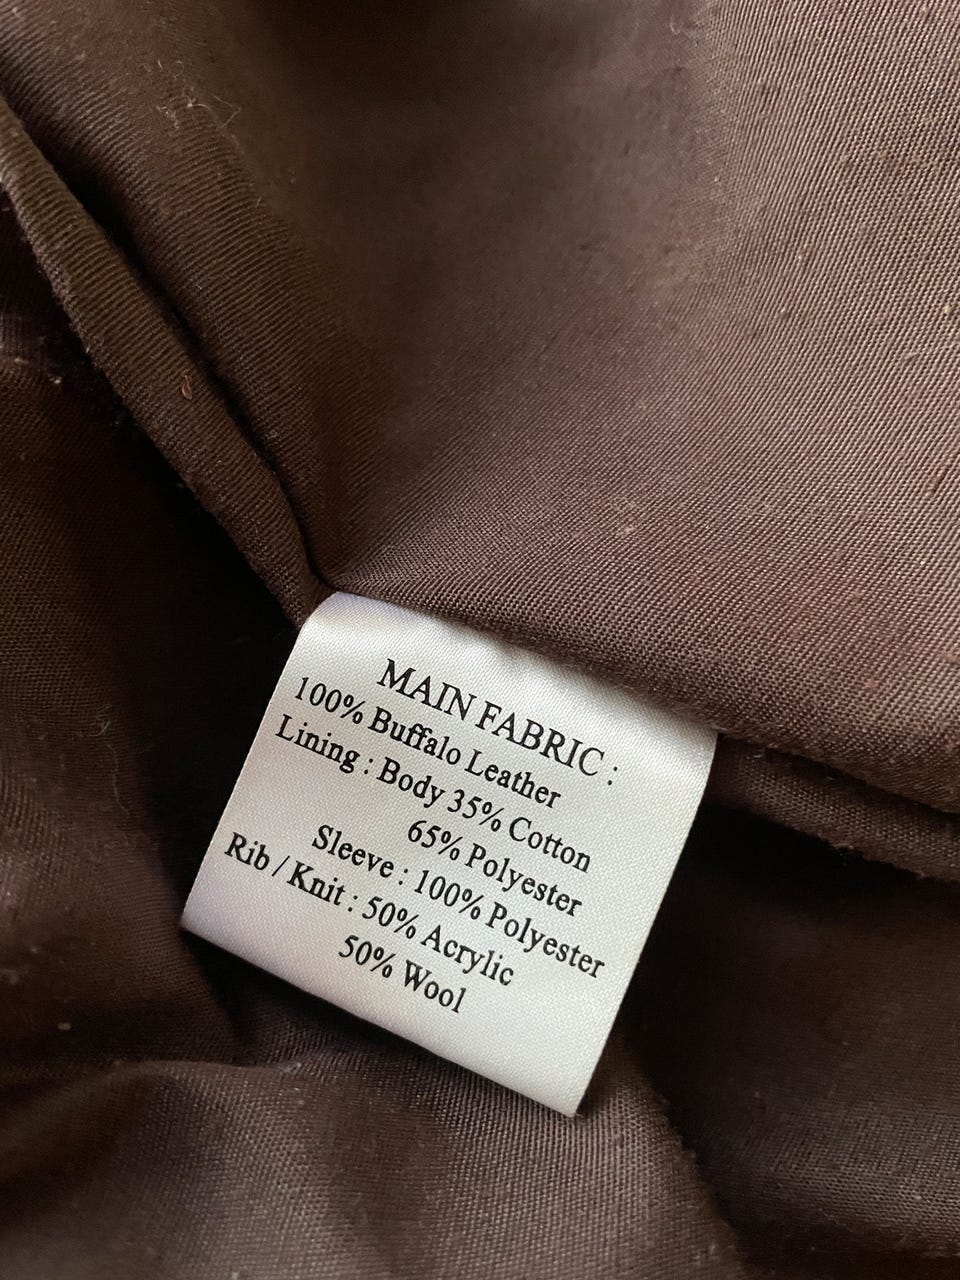 MAIN FABRIC :
100% Buffalo Leather
Lining : Body 35% Cotton
65% Polyester
Sleeve : 100% Polyester
Rib / Knit : 50% Acrylic
50% Wool